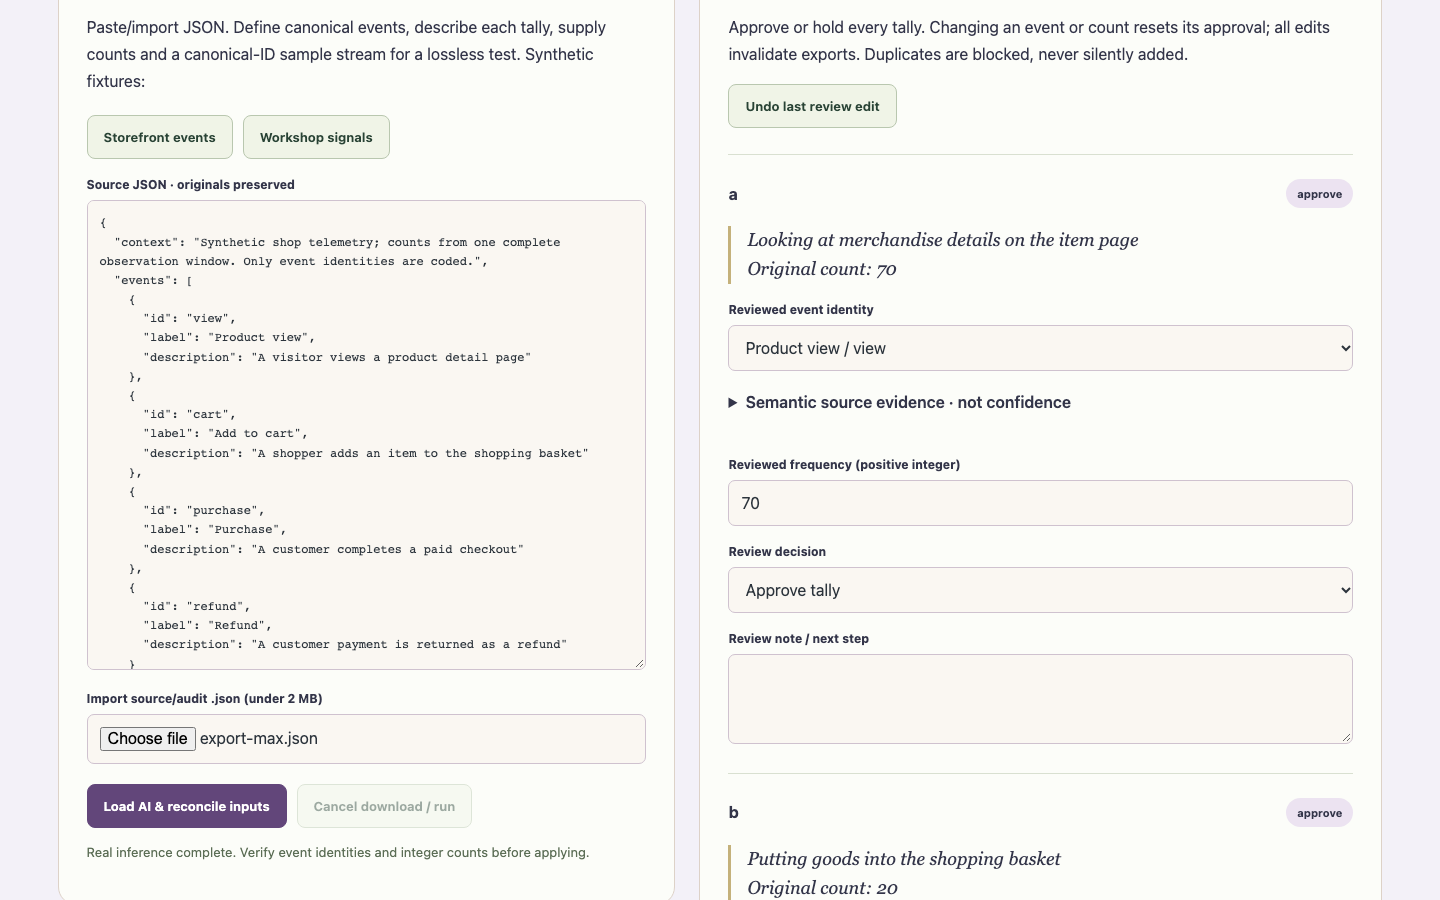 Paste/import JSON. Define canonical events, describe each tally, supply
counts and a canonical-ID sample stream for a lossless test. Synthetic
fixtures:
Storefront events
Workshop signals
Source JSON · originals preserved
{
  "context": "Synthetic shop telemetry; counts from one complete
observation window. Only event identities are coded.",
  "events": [
    {
      "id": "view",
      "label": "Product view",
      "description": "A visitor views a product detail page"
    },
    {
      "id": "cart",
      "label": "Add to cart",
      "description": "A shopper adds an item to the shopping basket"
    },
    {
      "id": "purchase",
      "label": "Purchase",
      "description": "A customer completes a paid checkout"
    },
    {
      "id": "refund",
      "label": "Refund",
      "description": "A customer payment is returned as a refund"
    }
Import source/audit .json (under 2 MB)
Choose file export-max.json
Load AI & reconcile inputs
Cancel download / run
Real inference complete. Verify event identities and integer counts before applying.
Approve or hold every tally. Changing an event or count resets its approval; all edits
invalidate exports. Duplicates are blocked, never silently added.
Undo last review edit
a
approve
Looking at merchandise details on the item page
Original count: 70
Reviewed event identity
Product view / view
Semantic source evidence · not confidence
Reviewed frequency (positive integer)
70
Review decision
Approve tally
Review note / next step
b
approve
Putting goods into the shopping basket
Original count: 20